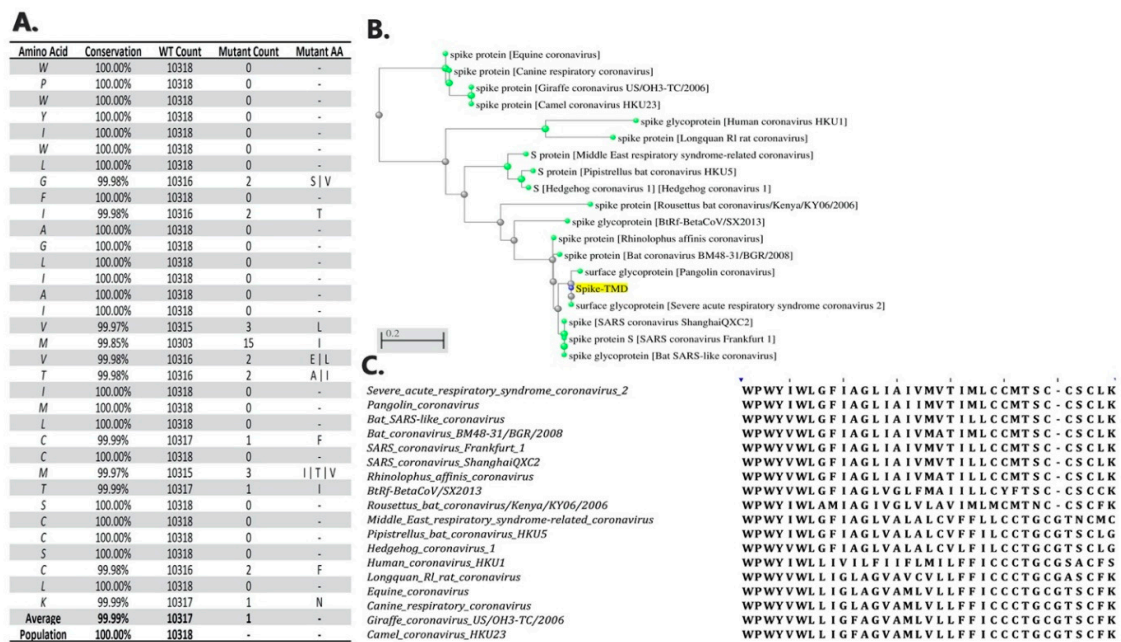 A.
Amino Acid Conservation WT Count Mutant Count Mutant AA
W 100.00% 10318 0 -
P 100.00% 10318 0 -
W 100.00% 10318 0 -
Y 100.00% 10318 0 -
I 100.00% 10318 0 -
W 100.00% 10318 0 -
L 100.00% 10318 0 -
G 99.98% 10316 2 S | V
F 100.00% 10318 0 -
I 99.98% 10316 2 T
A 100.00% 10318 0 -
G 100.00% 10318 0 -
L 100.00% 10318 0 -
I 100.00% 10318 0 -
A 100.00% 10318 0 -
I 100.00% 10318 0 -
V 99.97% 10315 3 L
M 99.85% 10303 15 I
V 99.98% 10316 2 E | L
T 99.98% 10316 2 A | I
I 100.00% 10318 0 -
M 100.00% 10318 0 -
L 100.00% 10318 0 -
C 99.99% 10317 1 F
C 100.00% 10318 0 -
M 99.97% 10315 3 I | T | V
T 99.99% 10317 1 I
S 100.00% 10318 0 -
C 100.00% 10318 0 -
C 100.00% 10318 0 -
S 100.00% 10318 0 -
C 99.98% 10316 2 F
L 100.00% 10318 0 -
K 99.99% 10317 1 N
Average 99.99% 10317 1 -
Population 100.00% 10318 - -
B.
spike protein [Equine coronavirus]
spike protein [Canine respiratory coronavirus]
spike protein [Giraffe coronavirus US/OH3-TC/2006]
spike protein [Camel coronavirus HKU23]
spike glycoprotein [Human coronavirus HKU1]
spike protein [Longquan Rl rat coronavirus]
S protein [Middle East respiratory syndrome-related coronavirus]
S protein [Pipistrellus bat coronavirus HKU5]
S [Hedgehog coronavirus 1] [Hedgehog coronavirus 1]
spike protein [Rousettus bat coronavirus/Kenya/KY06/2006]
spike glycoprotein [BtRf-BetaCoV/SX2013]
spike protein [Rhinolophus affinis coronavirus]
spike protein [Bat coronavirus BM48-31/BGR/2008]
surface glycoprotein [Pangolin coronavirus]
Spike-TMD
surface glycoprotein [Severe acute respiratory syndrome coronavirus 2]
spike [SARS coronavirus ShanghaiQXC2]
spike protein S [SARS coronavirus Frankfurt 1]
spike glycoprotein [Bat SARS-like coronavirus]
0.2
C.
Severe_acute_respiratory_syndrome_coronavirus_2 WPWYIWLGFIAGLIAIVMVTIMLCCMTSC-CSCLK
Pangolin_coronavirus WPWYIWLGFIAGLIAIIMVTIMLCCMTSC-CSCLK
Bat_SARS-like_coronavirus WPWYVWLGFIAGLIAIVMVTILLCCMTSC-CSCLK
Bat_coronavirus_BM48-31/BGR/2008 WPWYVWLGFIAGLIAIVMATIMLCCMTSC-CSCLK
SARS_coronavirus_Frankfurt_1 WPWYVWLGFIAGLIAIVMVTILLCCMTSC-CSCLK
SARS_coronavirus_ShanghaiQXC2 WPWYVWLGFIAGLIAIVMVTILLCCMTSC-CSCLK
Rhinolophus_affinis_coronavirus WPWYVWLGFIAGLIAIVMATILLCCMTSC-CSCLK
BtRf-BetaCoV/SX2013 WPWYVWLGFIAGLVGLFMAIILLCYFTSC-CSCCK
Rousettus_bat_coronavirus/Kenya/KY06/2006 WPWYIWLAMIAGIVGLVLAVIMLMCMTNC-CSCFK
Middle_East_respiratory_syndrome-related_coronavirus WPWYIWLGFIAGLVALALCVFFLLCCTGCGTNCMC
Pipistrellus_bat_coronavirus_HKU5 WPWYVWLGFIAGLVALALCVFFILCCTGCGTSCLG
Hedgehog_coronavirus_1 WPWYVWLGFIAGLVALALCVLFILCCTGCGTSCLG
Human_coronavirus_HKU1 WPWYVWLLIVILFIIFLMILFFICCCTGCGSACFS
Longquan_Rl_rat_coronavirus WPWYVWLLIGLAGVAVCVLLFFICCCTGCGASCFK
Equine_coronavirus WPWYVWLLIGFAGVAMLVLLFFICCCTGCGTSCFK
Canine_respiratory_coronavirus WPWYVWLLIGFAGVAMLVLLFFICCCTGCGTSCFK
Giraffe_coronavirus_US/OH3-TC/2006 WPWYVWLLIGFAGVAMLVLLFFICCCTGCGTSCFK
Camel_coronavirus_HKU23 WPWYVWLLIGFAGVAMLVLLFFICCCTGCGTSCFK